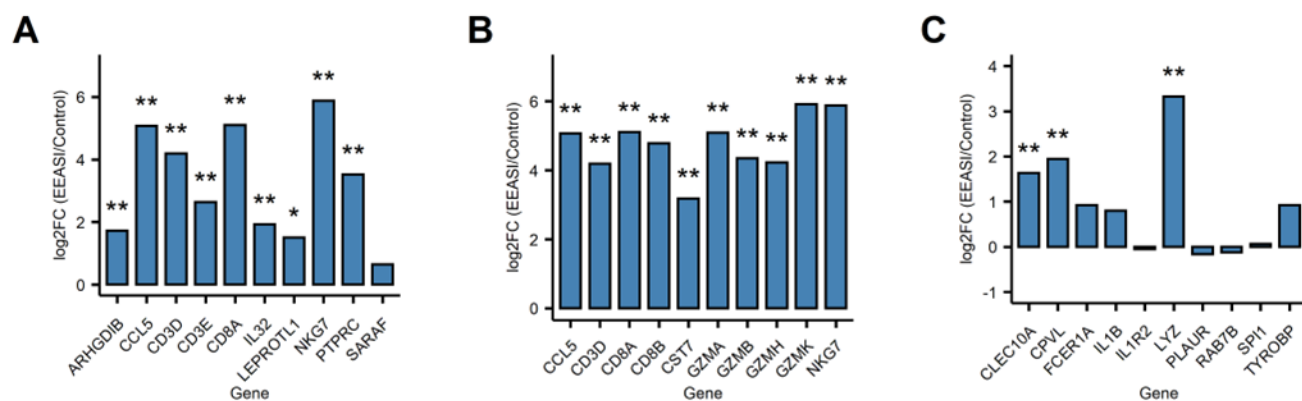 A
log2FC (EEASI/Control)
6
4
2
0
** ** ** ** ** ** * ** **
ARHGDIB CCL5 CD3D CD3E CD8A IL32 LEPROTL1 NKG7 PTPRC SARAF
Gene
B
log2FC (EEASI/Control)
6
4
2
0
** ** ** ** ** ** ** ** ** **
CCL5 CD3D CD8A CD8B CST7 GZMA GZMB GZMH GZMK NKG7
Gene
C
log2FC (EEASI/Control)
4
3
2
1
0
-1
** ** **
CLEC10A CPVL FCER1A IL1B IL1R2 LYZ PLAUR RAB7B SPI1 TYROBP
Gene